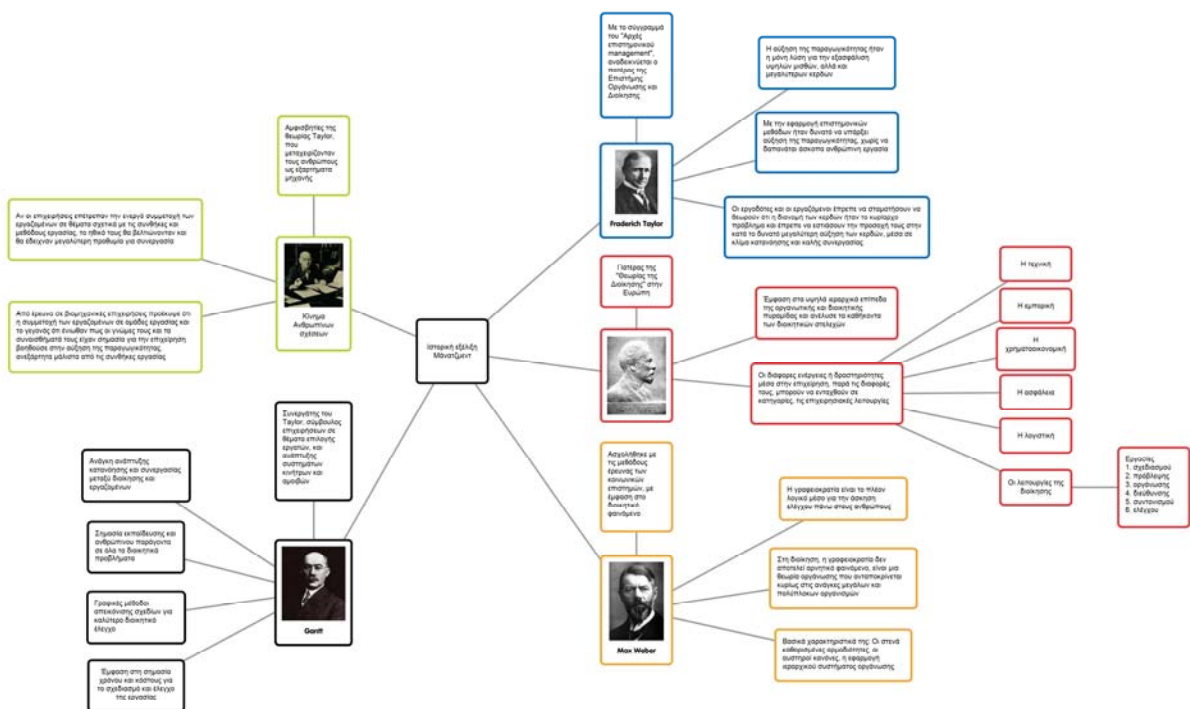 Με το σύγγραμμά
του "Αρχές
επιστημονικού
management",
αναδεικνύεται ο
πατέρας της
Επιστήμης
Οργάνωσης και
Διοίκησης
Fraderich Taylor
Η αύξηση της παραγωγικότητας ήταν
η μόνη λύση για την εξασφάλιση
υψηλών μισθών, αλλά και
μεγαλύτερων κερδών
Με την εφαρμογή επιστημονικών
μεθόδων ήταν δυνατό να υπάρξει
αύξηση της παραγωγικότητας, χωρίς να
δαπανάται άσκοπα ανθρώπινη εργασία
Οι εργοδότες και οι εργαζόμενοι έπρεπε να σταματήσουν να
θεωρούν ότι η διανομή των κερδών ήταν το κυρίαρχο
πρόβλημα και έπρεπε να εστιάσουν την προσοχή τους στην
κατά το δυνατό μεγαλύτερη αύξηση των κερδών, μέσα σε
κλίμα κατανόησης και καλής συνεργασίας
Αμφισβητίες της
θεωρίας Taylor,
που
μεταχειρίζονταν
τους ανθρώπους
ως εξαρτήματα
μηχανής
Κίνημα
Ανθρωπίνων
σχέσεων
Αν οι επιχειρήσεις επέτρεπαν την ενεργό συμμετοχή των
εργαζομένων σε θέματα σχετικά με τις συνθήκες και
μεθόδους εργασίας, το ηθικό τους θα βελτιώνονταν και
θα έδειχναν μεγαλύτερη προθυμία για συνεργασία
Από έρευνα σε βιομηχανικές επιχειρήσεις προέκυψε ότι
η συμμετοχή των εργαζομένων σε ομάδες εργασίας και
το γεγονός ότι ένιωθαν πως οι γνώμες τους και τα
συναισθήματά τους είχαν σημασία για την επιχείρηση
βοηθούσε στην αύξηση της παραγωγικότητας,
ανεξάρτητα μάλιστα από τις συνθήκες εργασίας
Ιστορική εξέλιξη
Μάνατζμεντ
Πατέρας της
"Θεωρίας της
Διοίκησης" στην
Ευρώπη
Έμφαση στα υψηλά ιεραρχικά επίπεδα
της οργανωτικής και διοικητικής
πυραμίδας και ανέλυσε τα καθήκοντα
των διοικητικών στελεχών
Οι διάφορες ενέργειες ή δραστηριότητες
μέσα στην επιχείρηση, παρά τις διαφορές
τους, μπορούν να ενταχθούν σε
κατηγορίες, τις επιχειρησιακές λειτουργίες
Η τεχνική
Η εμπορική
Η
χρηματοοικονομική
Η ασφάλεια
Η λογιστική
Οι λειτουργίες της
διοίκησης
Εργασίες
1. σχεδιασμού
2. πρόβλεψης
3. οργάνωσης
4. διεύθυνσης
5. συντονισμού
6. ελέγχου
Συνεργάτης του
Taylor, σύμβουλος
επιχειρήσεων σε
θέματα επιλογής
εργατών, και
ανάπτυξης
συστημάτων
κινήτρων και
αμοιβών
Gantt
Ανάγκη ανάπτυξης
κατανόησης και συνεργασίας
μεταξύ διοίκησης και
εργαζομένων
Σημασία εκπαίδευσης και
ανθρώπινου παράγοντα
σε όλα τα διοικητικά
προβλήματα
Γραφικές μέθοδοι
απεικόνισης σχεδίων για
καλύτερο διοικητικό
έλεγχο
Έμφαση στη σημασία
χρόνου και κόστους για
το σχεδιασμό και έλεγχο
της εργασίας
Ασχολήθηκε με
τις μεθόδους
έρευνας των
κοινωνικών
επιστημών, με
έμφαση στο
διοικητικό
φαινόμενο
Max Weber
Η γραφειοκρατία είναι το πλέον
λογικό μέσο για την άσκηση
ελέγχου πάνω στους ανθρώπους
Στη διοίκηση, η γραφειοκρατία δεν
αποτελεί αρνητικό φαινόμενο, είναι μια
θεωρία οργάνωσης που ανταποκρίνεται
κυρίως στις ανάγκες μεγάλων και
πολύπλοκων οργανισμών
Βασικά χαρακτηριστικά της: Οι στενά
καθορισμένες αρμοδιότητες, οι
αυστηροί κανόνες, η εφαρμογή
ιεραρχικού συστήματος οργάνωσης